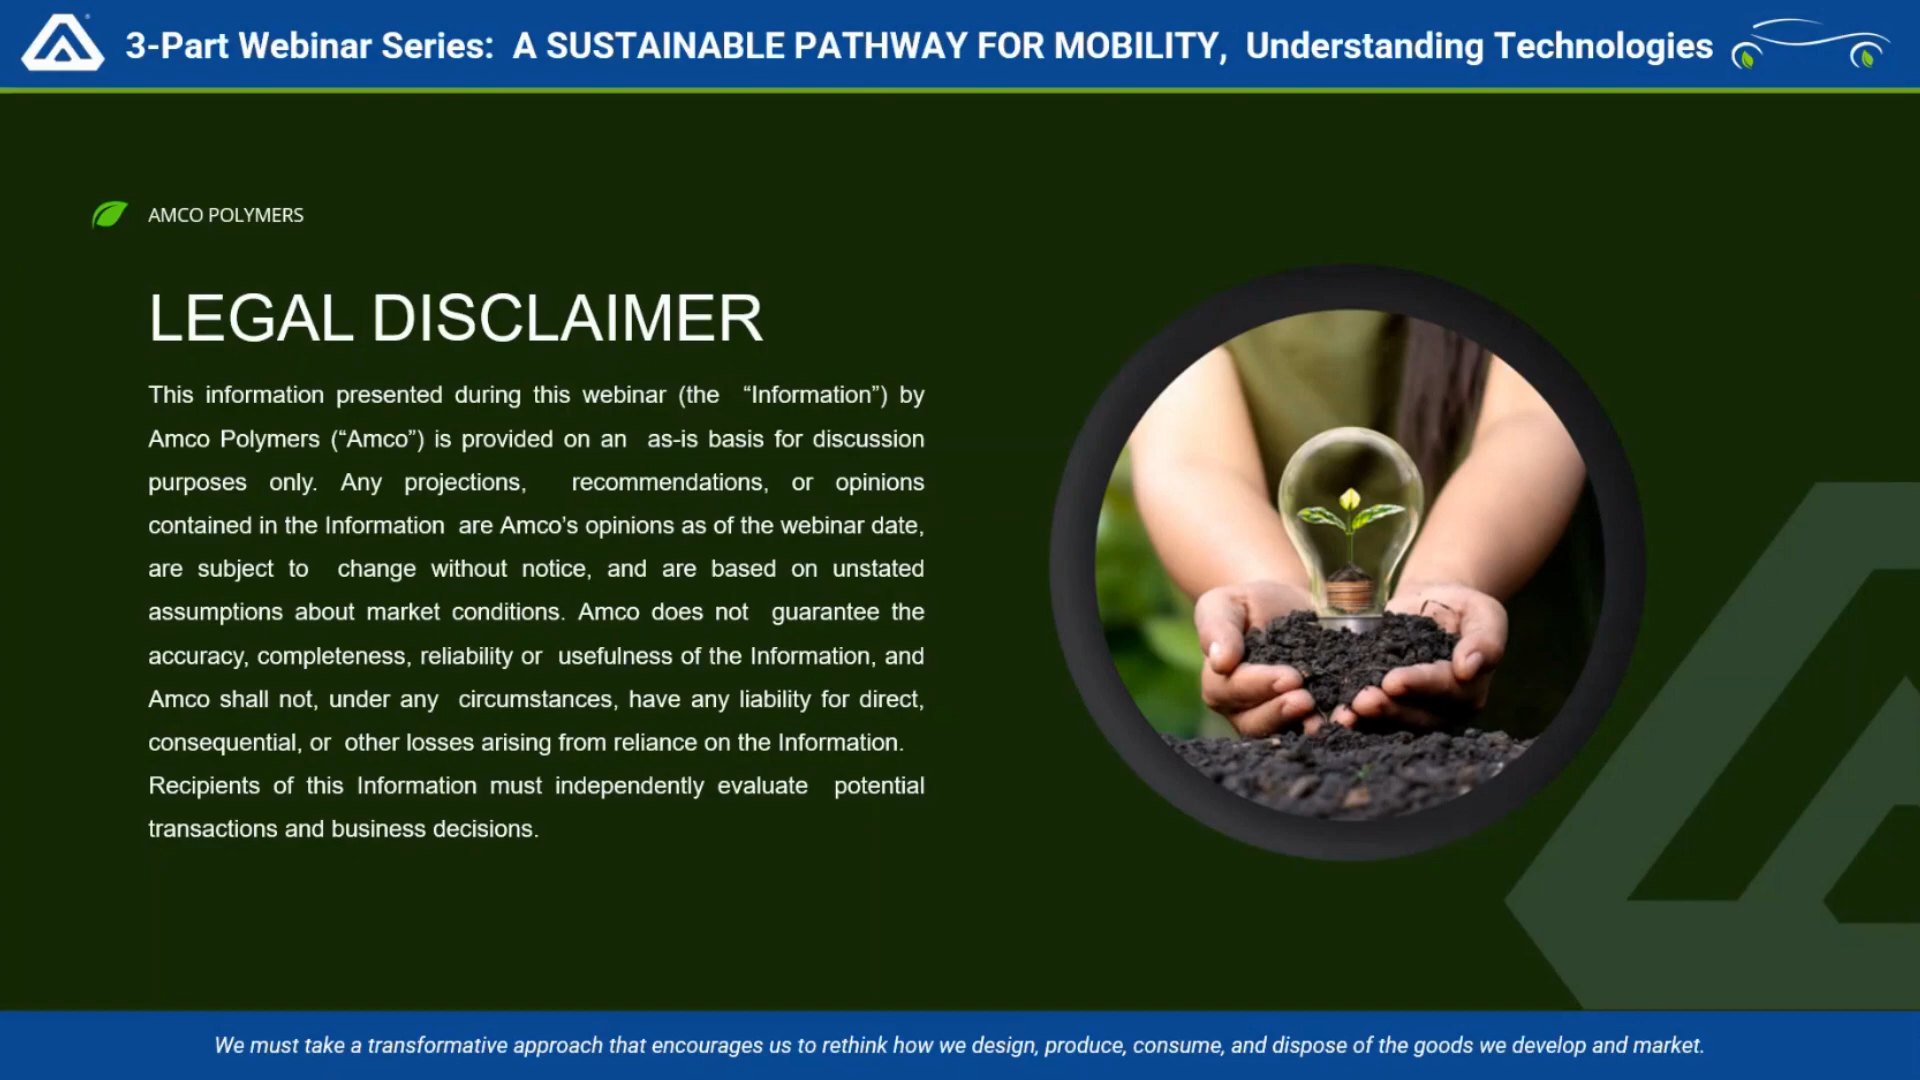 3-Part Webinar Series: A SUSTAINABLE PATHWAY FOR MOBILITY, Understanding Technologies
AMCO POLYMERS
LEGAL DISCLAIMER
This information presented during this webinar (the “Information”) by
Amco Polymers (“Amco”) is provided on an as-is basis for discussion
purposes only. Any projections, recommendations, or opinions
contained in the Information are Amco’s opinions as of the webinar date,
are subject to change without notice, and are based on unstated
assumptions about market conditions. Amco does not guarantee the
accuracy, completeness, reliability or usefulness of the Information, and
Amco shall not, under any circumstances, have any liability for direct,
consequential, or other losses arising from reliance on the Information.
Recipients of this Information must independently evaluate potential
transactions and business decisions.
We must take a transformative approach that encourages us to rethink how we design, produce, consume, and dispose of the goods we develop and market.